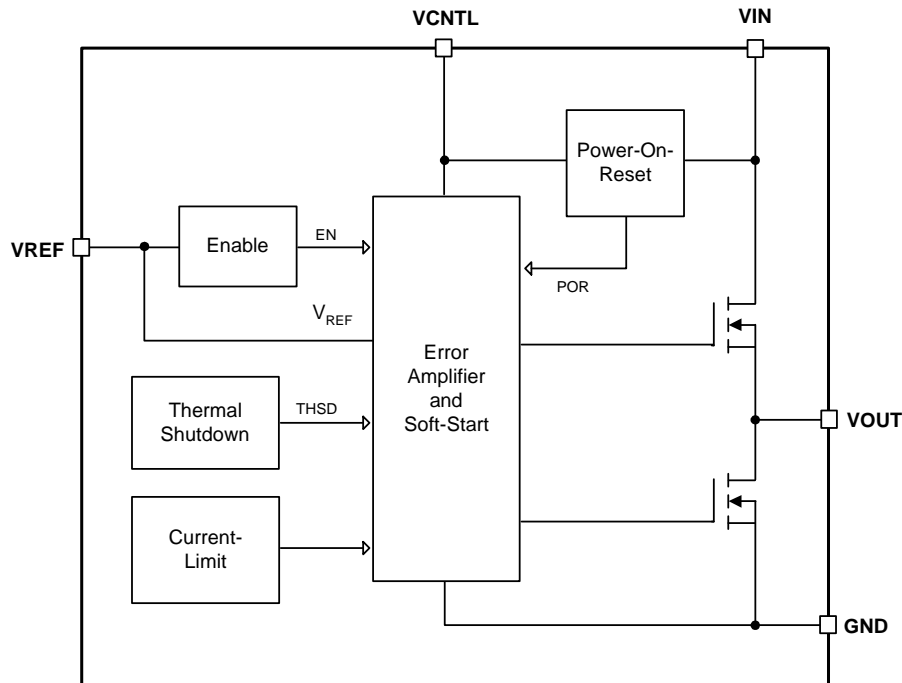 VCNTL
VIN
Power-On-
Reset
VREF
Enable
EN
POR
V_REF
Error
Amplifier
and
Soft-Start
Thermal
Shutdown
THSD
VOUT
Current-
Limit
GND